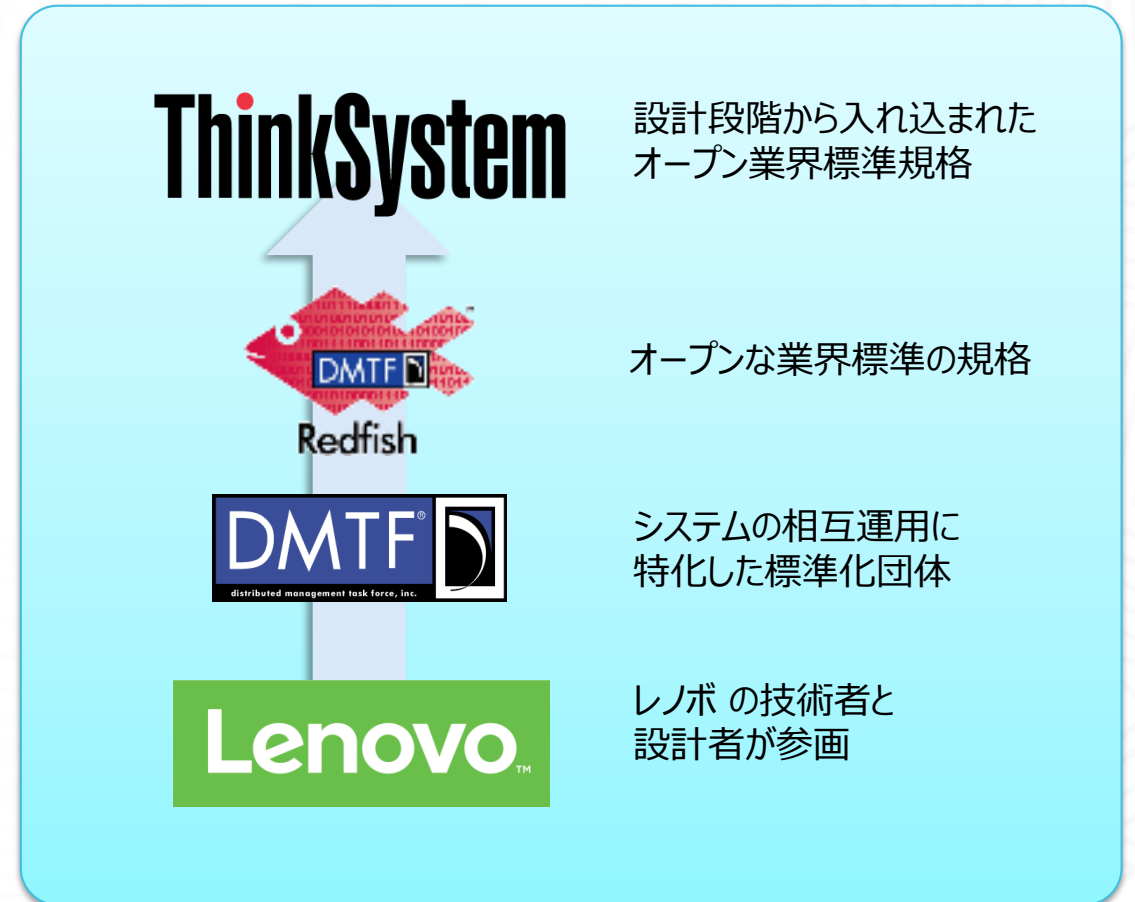 ThinkSystem
設計段階から入れ込まれた
オープン業界標準規格
DMTF
Redfish
オープンな業界標準の規格
DMTF®
distributed management task force, inc.
システムの相互運用に
特化した標準化団体
Lenovo™
レノボ の技術者と
設計者が参画